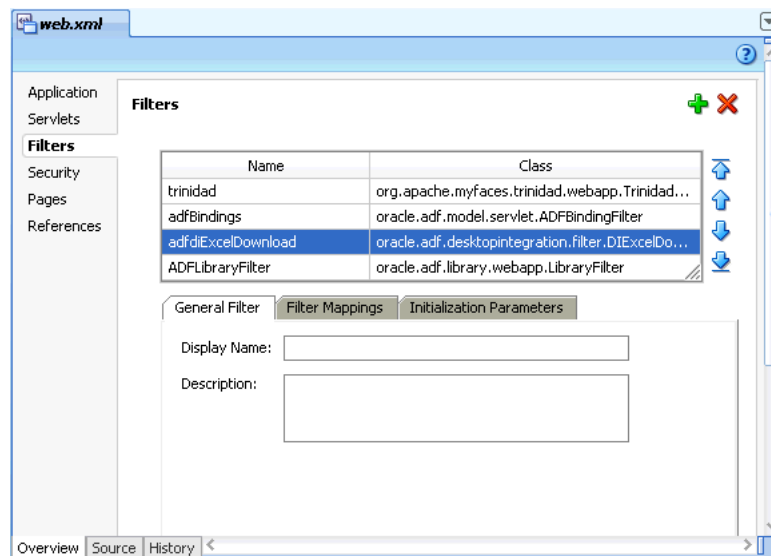 web.xml
Application
Servlets
Filters
Security
Pages
References
Filters
Name Class
trinidad org.apache.myfaces.trinidad.webapp.Trinidad...
adfBindings oracle.adf.model.servlet.ADFBindingFilter
adfdiExcelDownload oracle.adf.desktopintegration.filter.DIExcelDo...
ADFLibraryFilter oracle.adf.library.webapp.LibraryFilter
General Filter Filter Mappings Initialization Parameters
Display Name:
Description:
Overview Source History